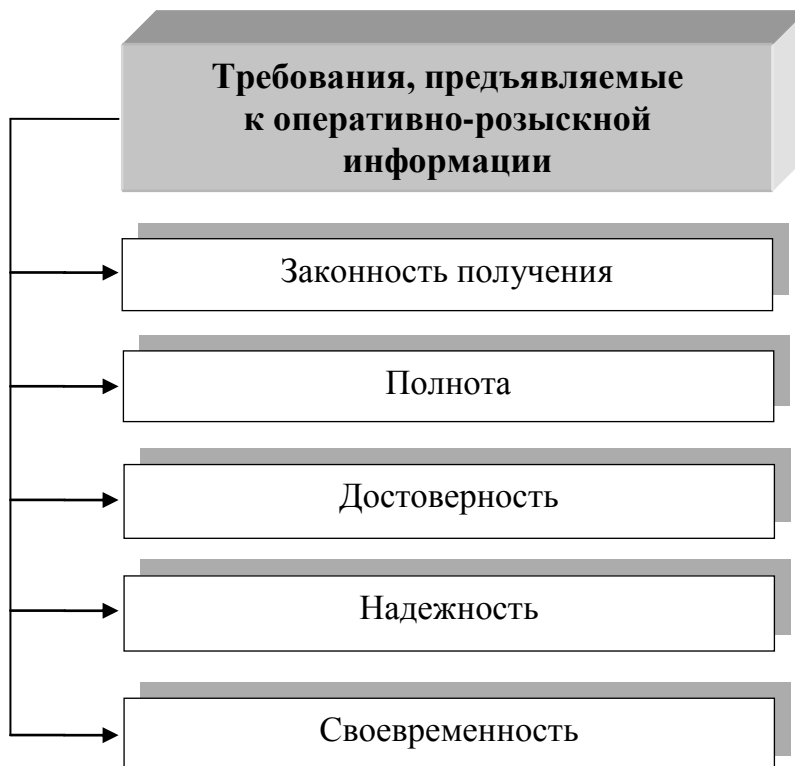 Требования, предъявляемые
к оперативно-розыскной
информации
Законность получения
Полнота
Достоверность
Надежность
Своевременность